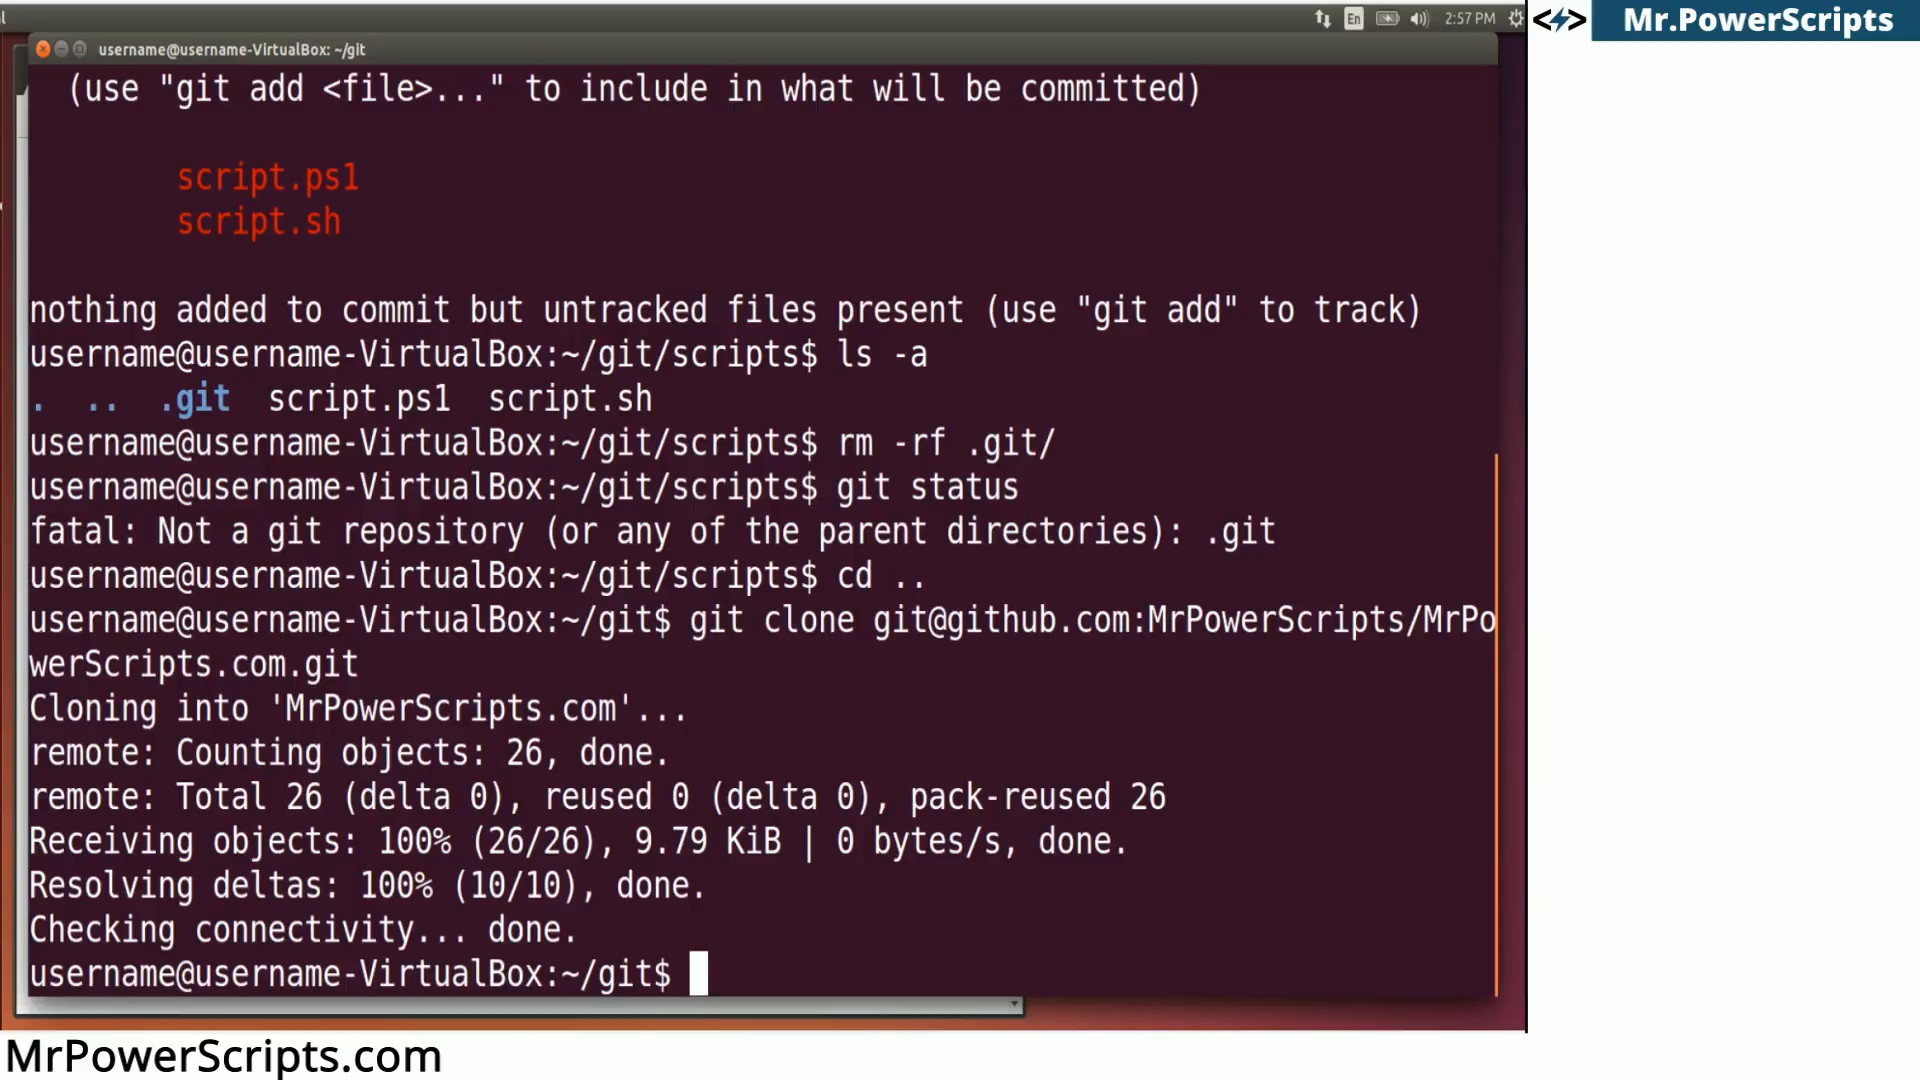 En 2:57 PM
Mr.PowerScripts
username@username-VirtualBox: ~/git
(use "git add <file>..." to include in what will be committed)
script.ps1
script.sh
nothing added to commit but untracked files present (use "git add" to track)
username@username-VirtualBox:~/git/scripts$ ls -a
. .. .git script.ps1 script.sh
username@username-VirtualBox:~/git/scripts$ rm -rf .git/
username@username-VirtualBox:~/git/scripts$ git status
fatal: Not a git repository (or any of the parent directories): .git
username@username-VirtualBox:~/git/scripts$ cd ..
username@username-VirtualBox:~/git$ git clone git@github.com:MrPowerScripts/MrPo
werScripts.com.git
Cloning into 'MrPowerScripts.com'...
remote: Counting objects: 26, done.
remote: Total 26 (delta 0), reused 0 (delta 0), pack-reused 26
Receiving objects: 100% (26/26), 9.79 KiB | 0 bytes/s, done.
Resolving deltas: 100% (10/10), done.
Checking connectivity... done.
username@username-VirtualBox:~/git$
MrPowerScripts.com